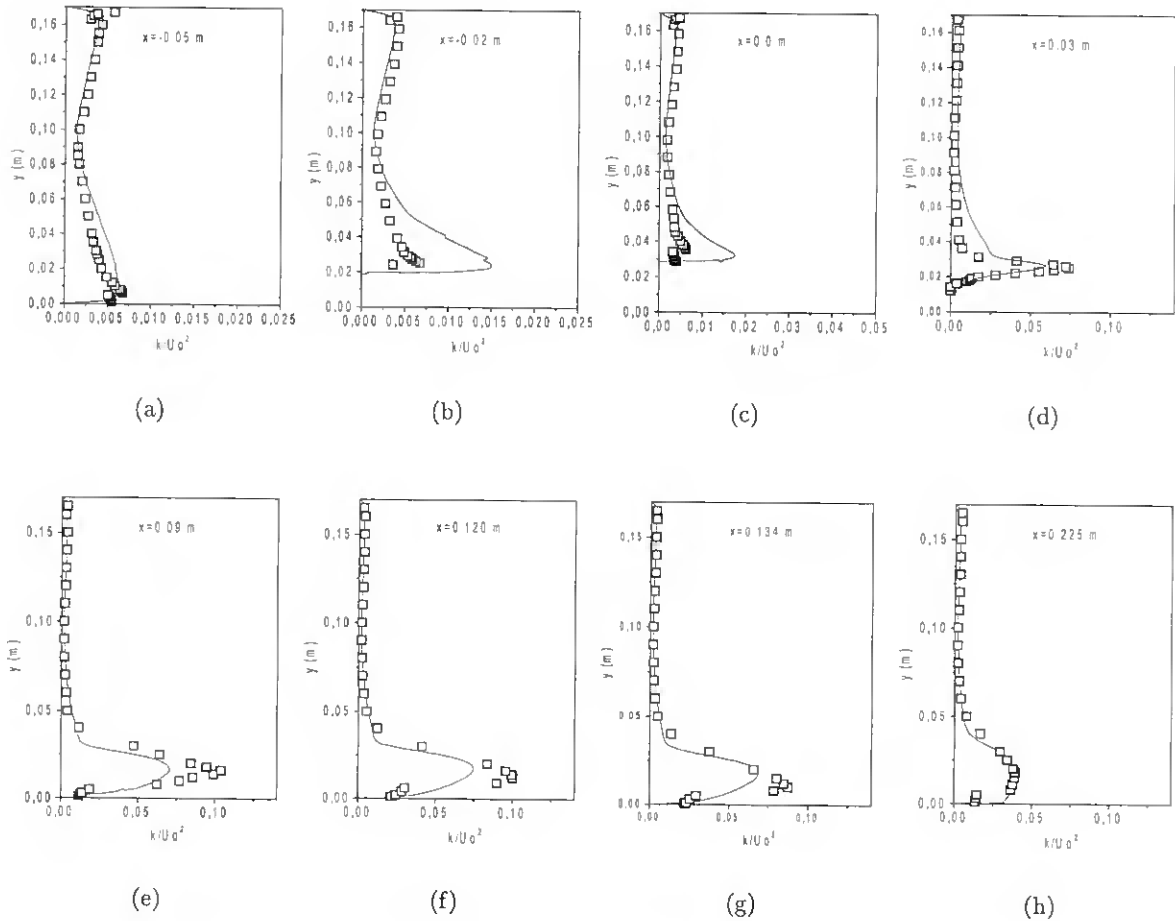 x=-0.05 m
0,16
0,14
0,12
0,10
0,08
0,06
0,04
0,02
0,00
y (m)
0,000 0,005 0,010 0,015 0,020 0,025
k/Uo²
(a)
x=-0.02 m
0,16
0,14
0,12
0,10
0,08
0,06
0,04
0,02
0,00
y (m)
0,000 0,005 0,010 0,015 0,020 0,025
k/Uo²
(b)
x=0.0 m
0,16
0,14
0,12
0,10
0,08
0,06
0,04
0,02
0,00
y (m)
0,00 0,01 0,02 0,03 0,04 0,05
k/Uo²
(c)
x=0.03 m
0,16
0,14
0,12
0,10
0,08
0,06
0,04
0,02
0,00
y (m)
0,00 0,05 0,10
k/Uo²
(d)
x=0.09 m
0,15
0,10
0,05
0,00
y (m)
0,00 0,05 0,10
k/Uo²
(e)
x=0.120 m
0,15
0,10
0,05
0,00
y (m)
0,00 0,05 0,10
k/Uo²
(f)
x=0.134 m
0,15
0,10
0,05
0,00
y (m)
0,00 0,05 0,10
k/Uo²
(g)
x=0.225 m
0,15
0,10
0,05
0,00
y (m)
0,00 0,05 0,10
k/Uo²
(h)